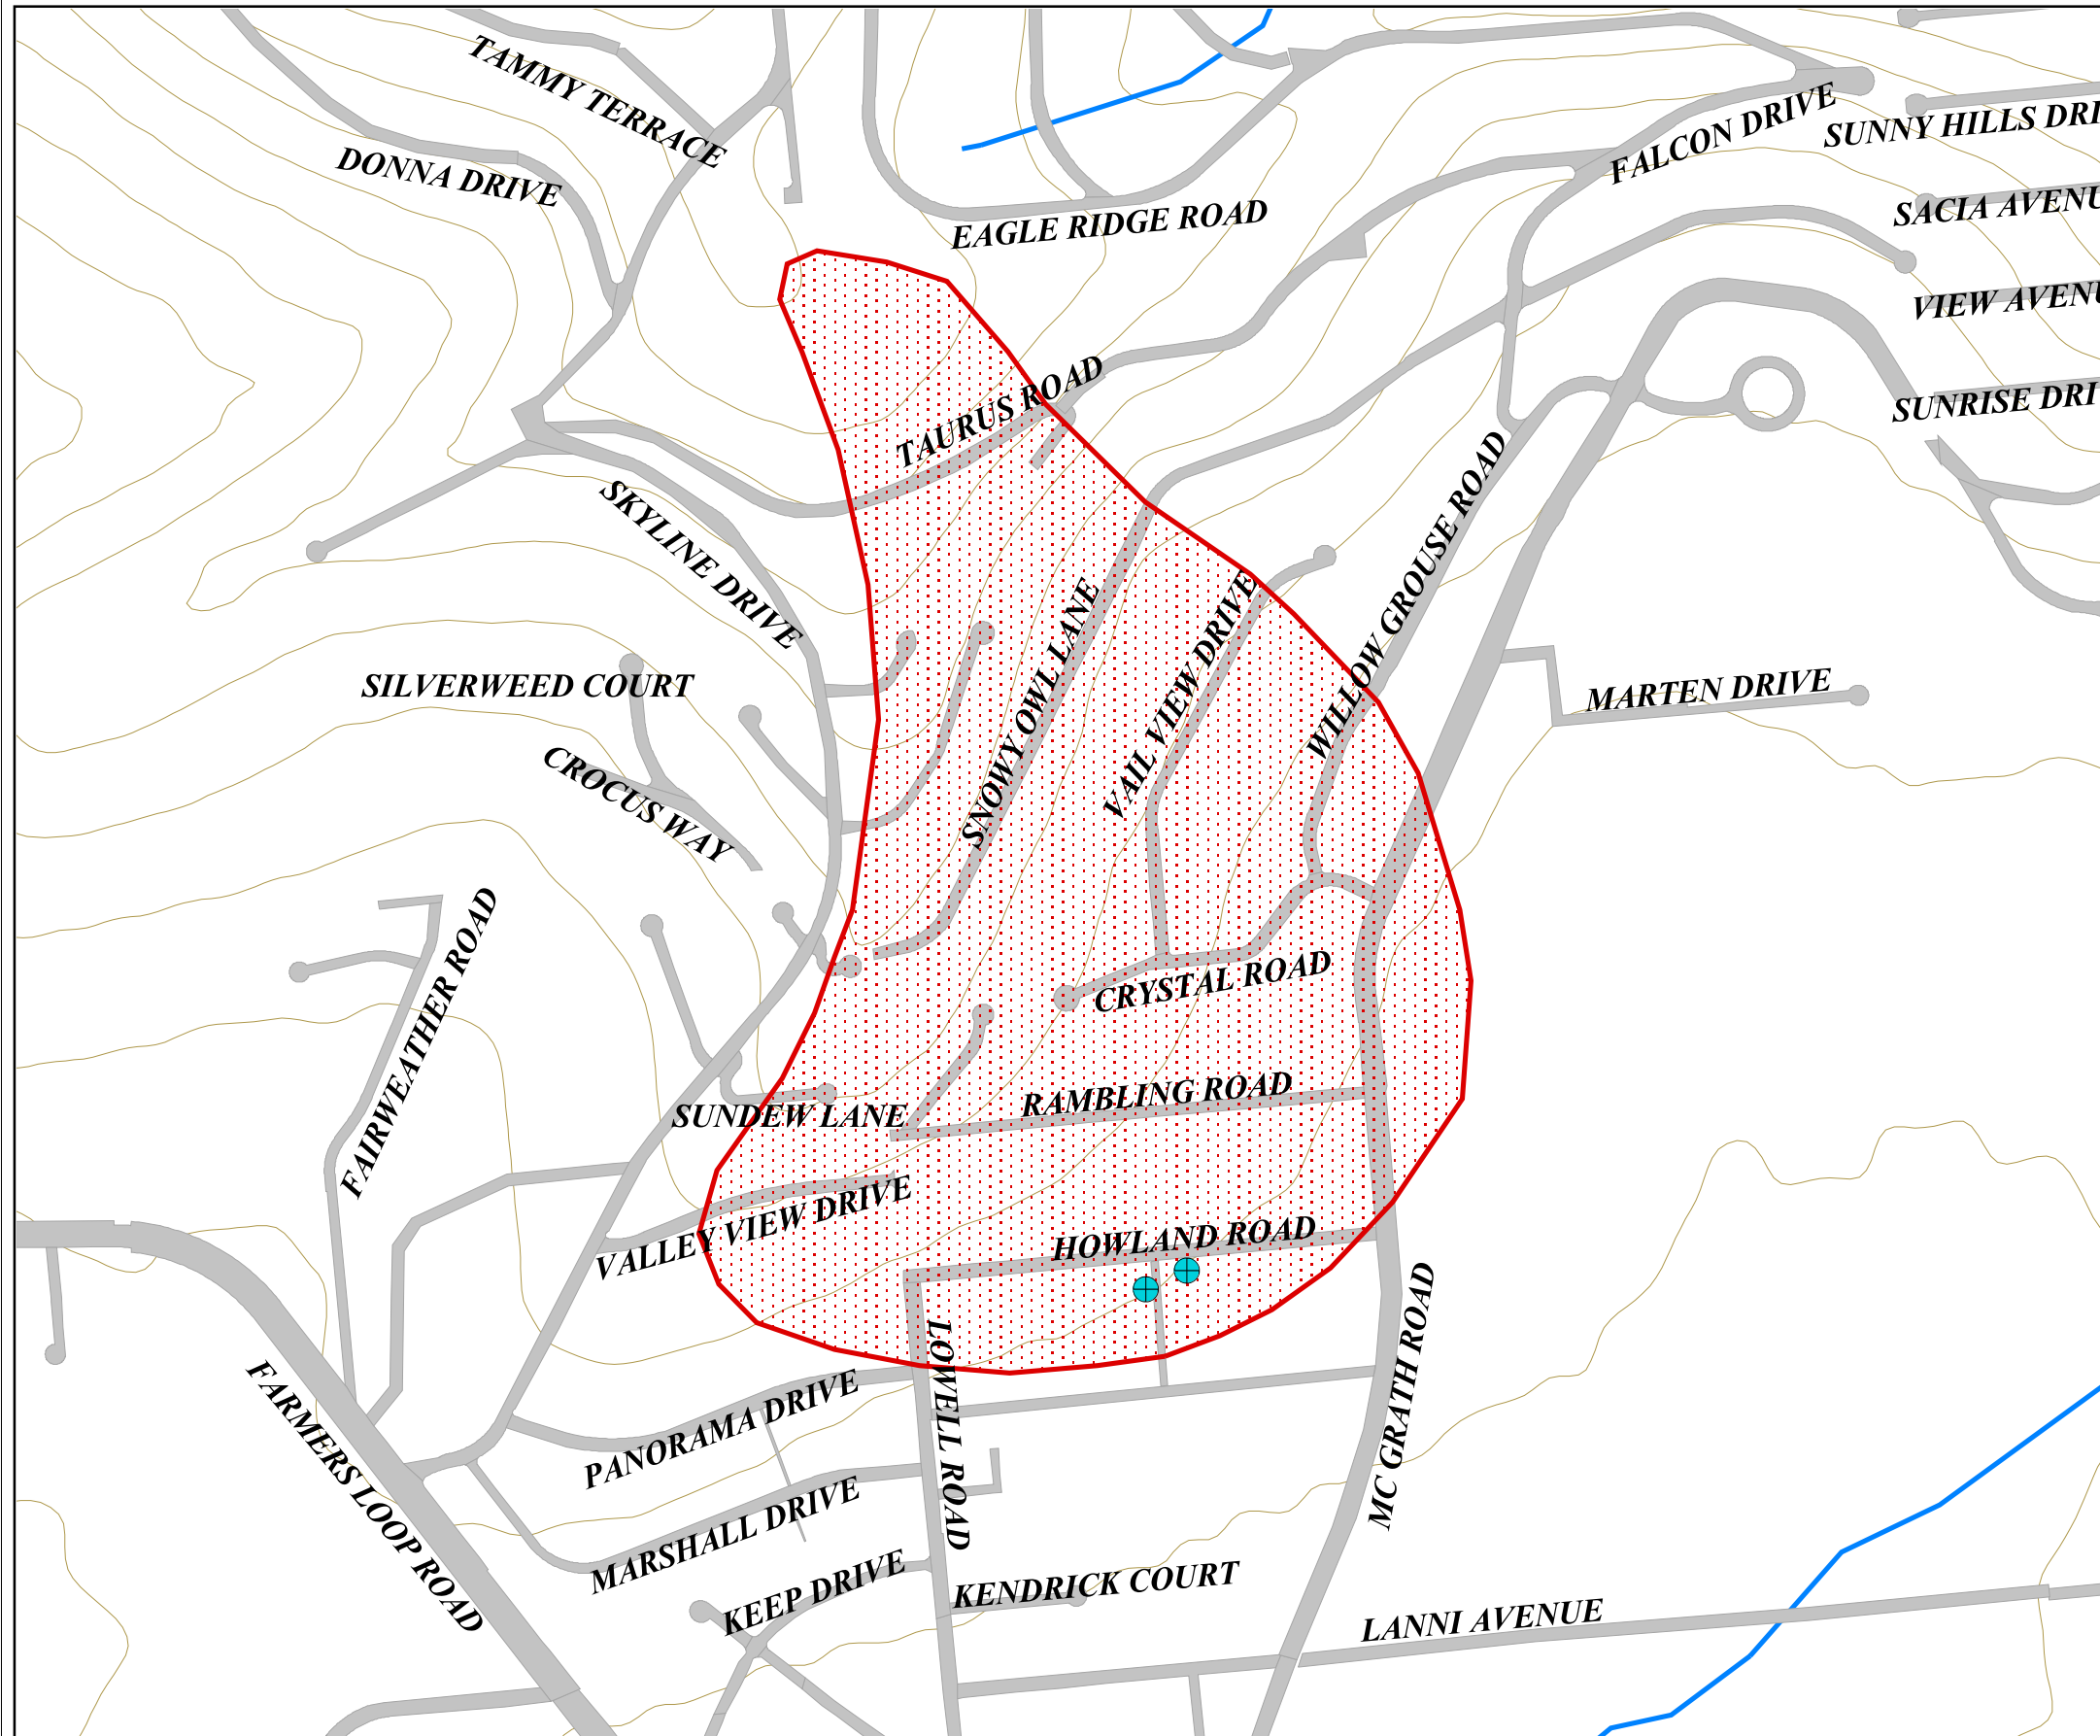 TAMMY TERRACE
DONNA DRIVE
EAGLE RIDGE ROAD
FALCON DRIVE
SUNNY HILLS DRI
SACIA AVENU
VIEW AVENU
SUNRISE DRI
TAURUS ROAD
SKYLINE DRIVE
WILLOW GROUSE ROAD
SNOWY OWL LANE
VAIL VIEW DRIVE
SILVERWEED COURT
MARTEN DRIVE
CROCUS WAY
FAIRWEATHER ROAD
CRYSTAL ROAD
RAMBLING ROAD
SUNDEW LANE
VALLEY VIEW DRIVE
HOWLAND ROAD
MC GRATH ROAD
LOWELL ROAD
FARMERS LOOP ROAD
PANORAMA DRIVE
MARSHALL DRIVE
KEEP DRIVE
KENDRICK COURT
LANNI AVENUE